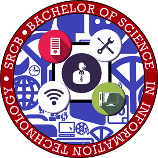 SRCB • BACHELOR OF SCIENCE IN INFORMATION TECHNOLOGY •